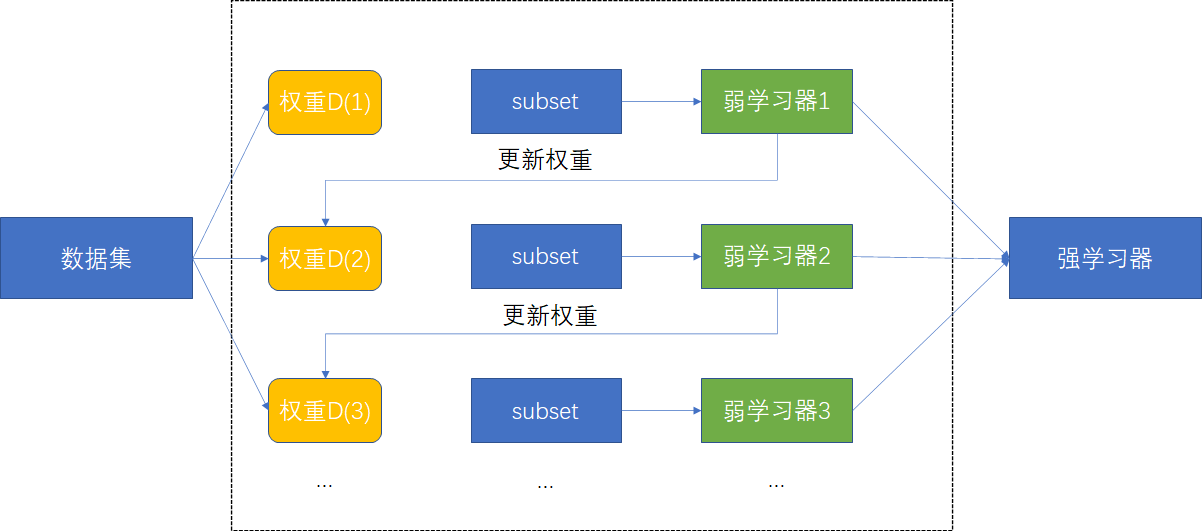 权重D(1)
subset
弱学习器1
更新权重
数据集
权重D(2)
subset
弱学习器2
强学习器
更新权重
权重D(3)
subset
弱学习器3
...
...
...